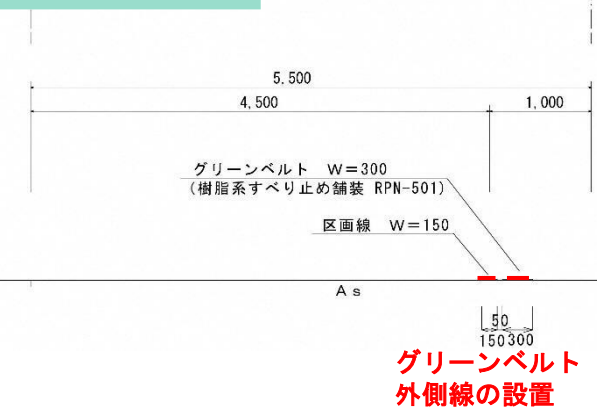 5,500
4,500
1,000
グリーンベルト　W＝300
(樹脂系すべり止め舗装 RPN-501)
区画線　W＝150
As
50
150 300
グリーンベルト
外側線の設置